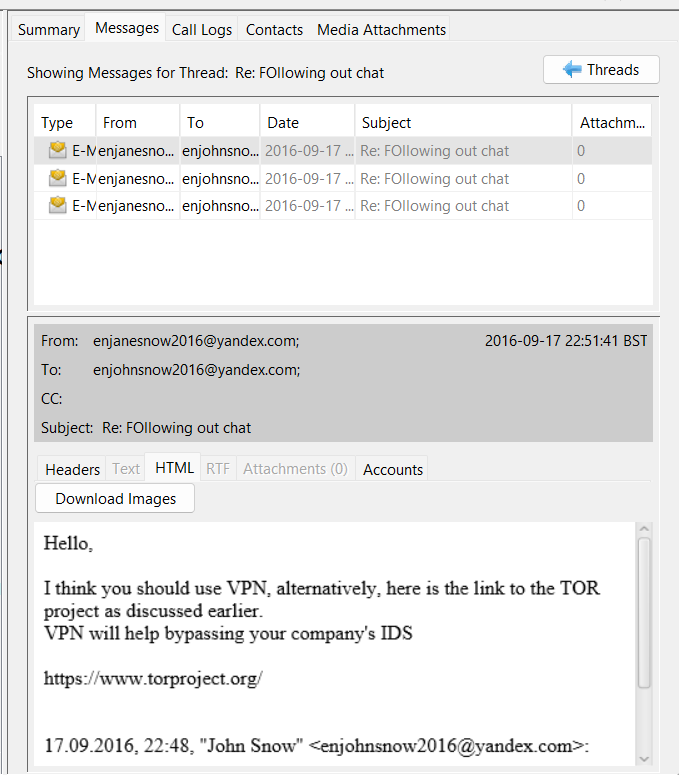 Summary Messages Call Logs Contacts Media Attachments
Showing Messages for Thread: Re: FOllowing out chat
Threads
Type From To Date Subject Attachm...
E-M enjanesno... enjohnsno... 2016-09-17 ... Re: FOllowing out chat 0
E-M enjanesno... enjohnsno... 2016-09-17 ... Re: FOllowing out chat 0
E-M enjanesno... enjohnsno... 2016-09-17 ... Re: FOllowing out chat 0
From: enjanesnow2016@yandex.com; 2016-09-17 22:51:41 BST
To: enjohnsnow2016@yandex.com;
CC:
Subject: Re: FOllowing out chat
Headers Text HTML RTF Attachments (0) Accounts
Download Images
Hello,
I think you should use VPN, alternatively, here is the link to the TOR
project as discussed earlier.
VPN will help bypassing your company's IDS
https://www.torproject.org/
17.09.2016, 22:48, "John Snow" <enjohnsnow2016@yandex.com>: